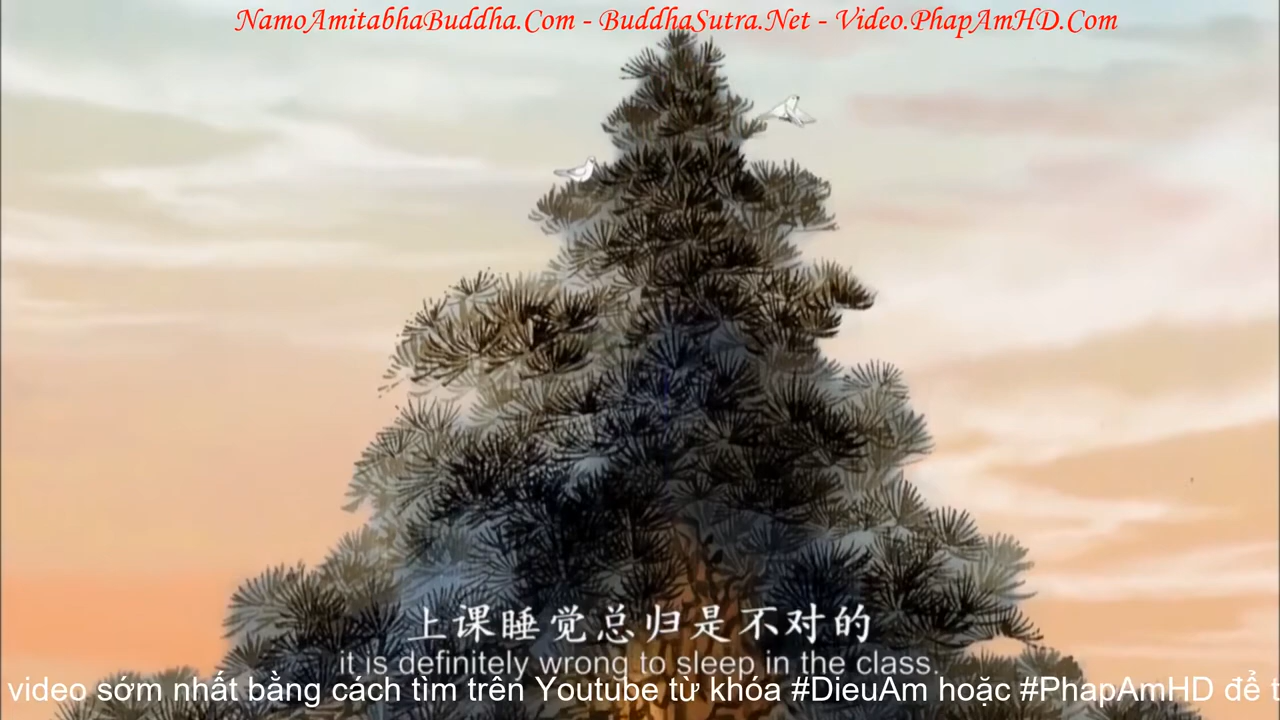 NamoAmitabhaBuddha.Com - BuddhaSutra.Net - Video.PhapAmHD.Com
上课睡觉总归是不对的
it is definitely wrong to sleep in the class.
video sớm nhất bằng cách tìm trên Youtube từ khóa #DieuAm hoặc #PhapAmHD để t